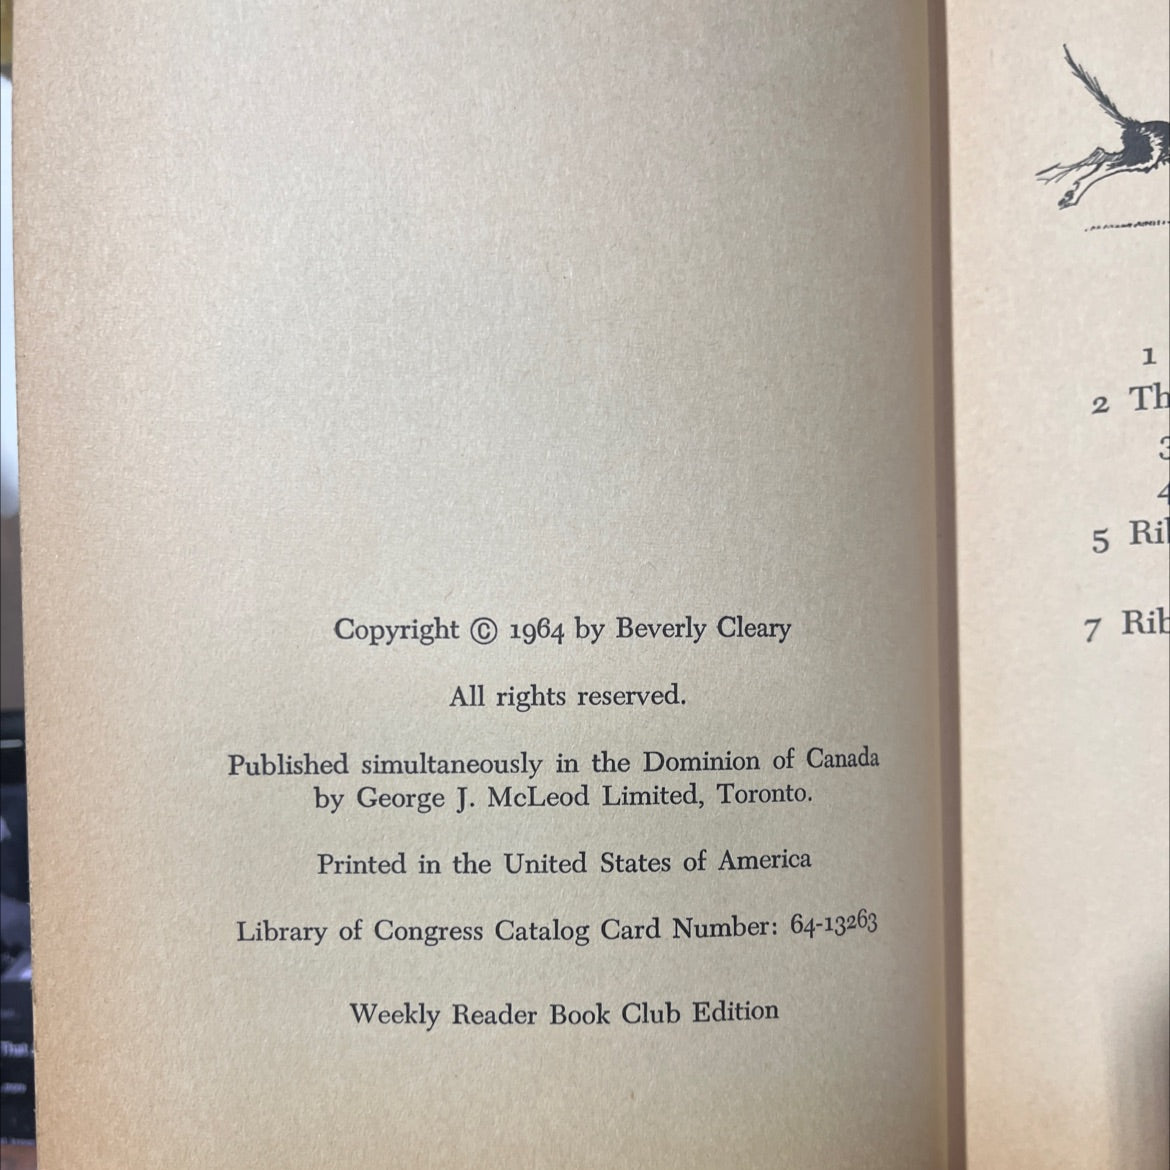 Copyright © 1964 by Beverly Cleary
All rights reserved.
Published simultaneously in the Dominion of Canada
by George J. McLeod Limited, Toronto.
Printed in the United States of America
Library of Congress Catalog Card Number: 64-13263
Weekly Reader Book Club Edition
1
2 Th
3
4
5 Ri
7 Rib